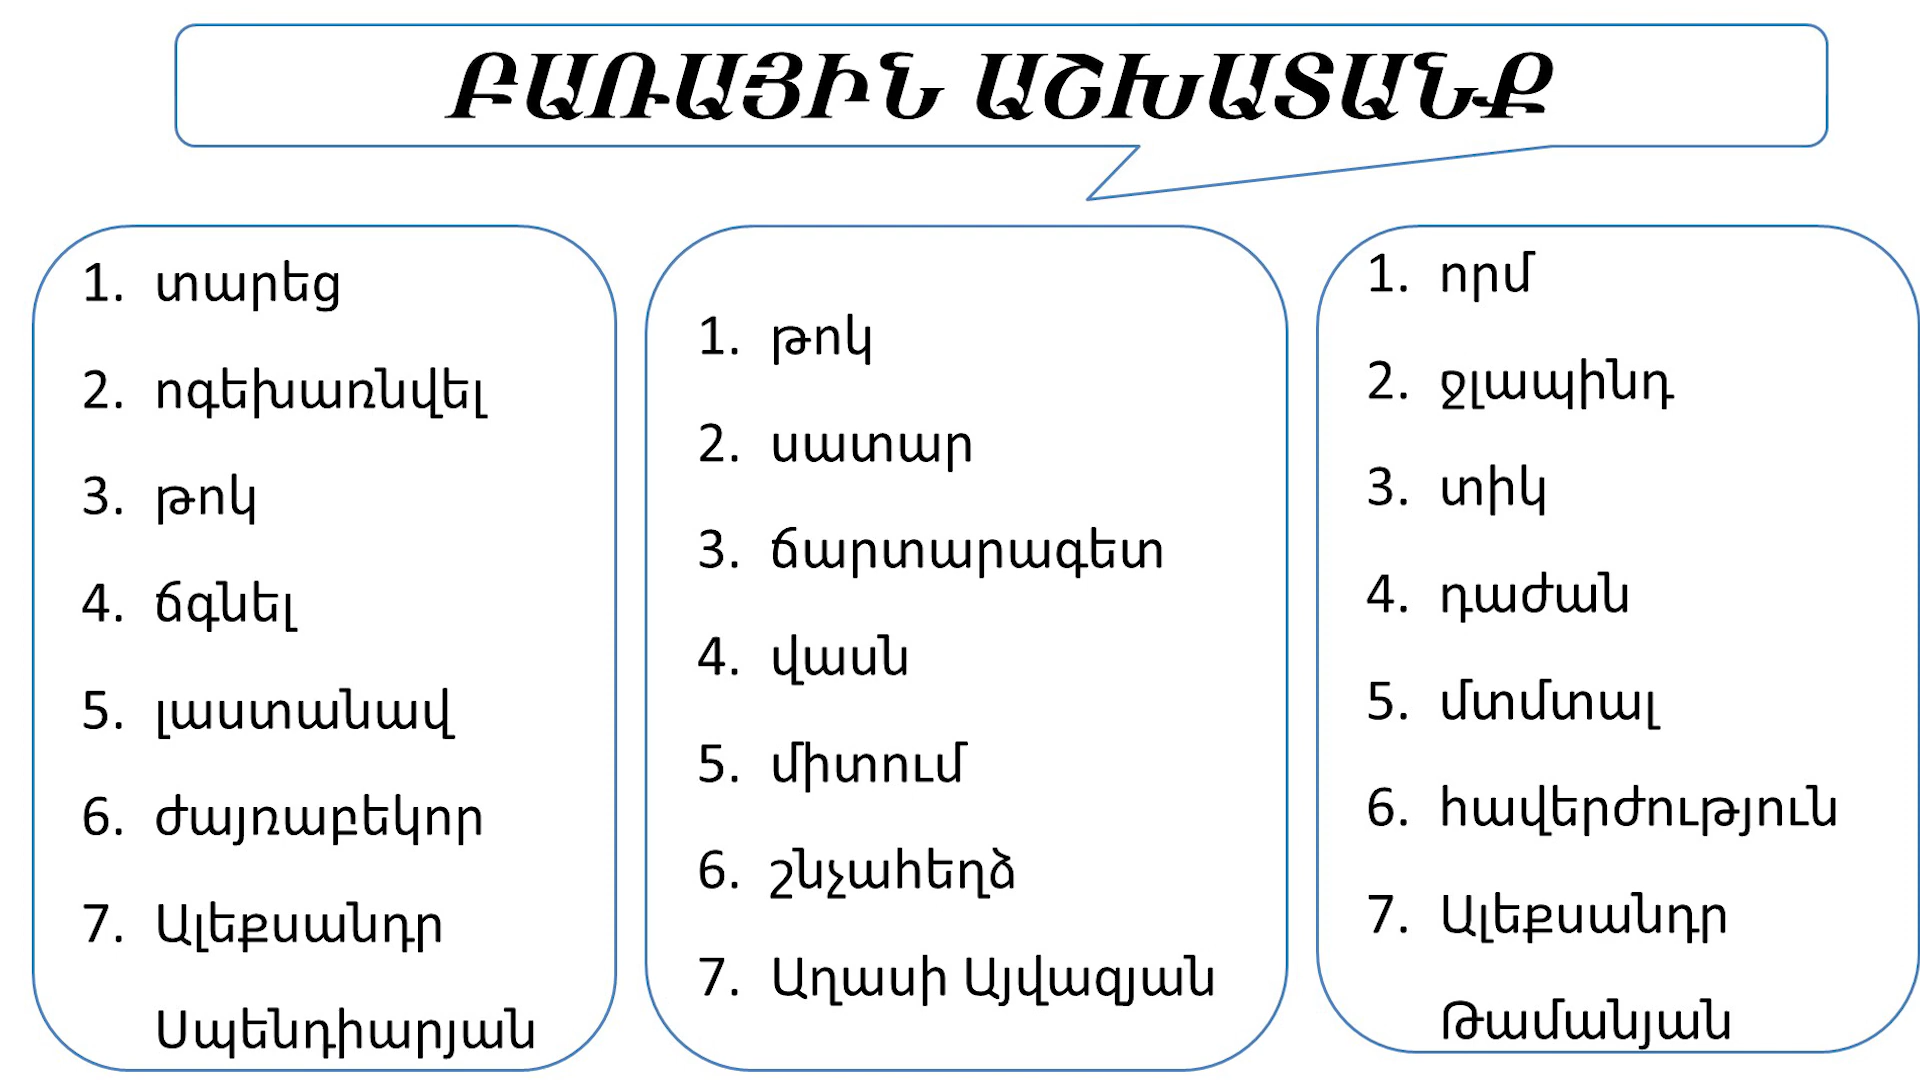 ԲԱՌԱՅԻՆ ԱՇԽԱՏԱՆՔ
1. տարեց
2. ոգեխառնվել
3. թոկ
4. ճգնել
5. լաստանավ
6. ժայռաբեկոր
7. Ալեքսանդր
Սպենդիարյան
1. թոկ
2. սատար
3. ճարտարագետ
4. վասն
5. միտում
6. շնչահեղձ
7. Աղասի Այվազյան
1. որմ
2. ջլապինդ
3. տիկ
4. դաժան
5. մտմտալ
6. հավերժություն
7. Ալեքսանդր
Թամանյան